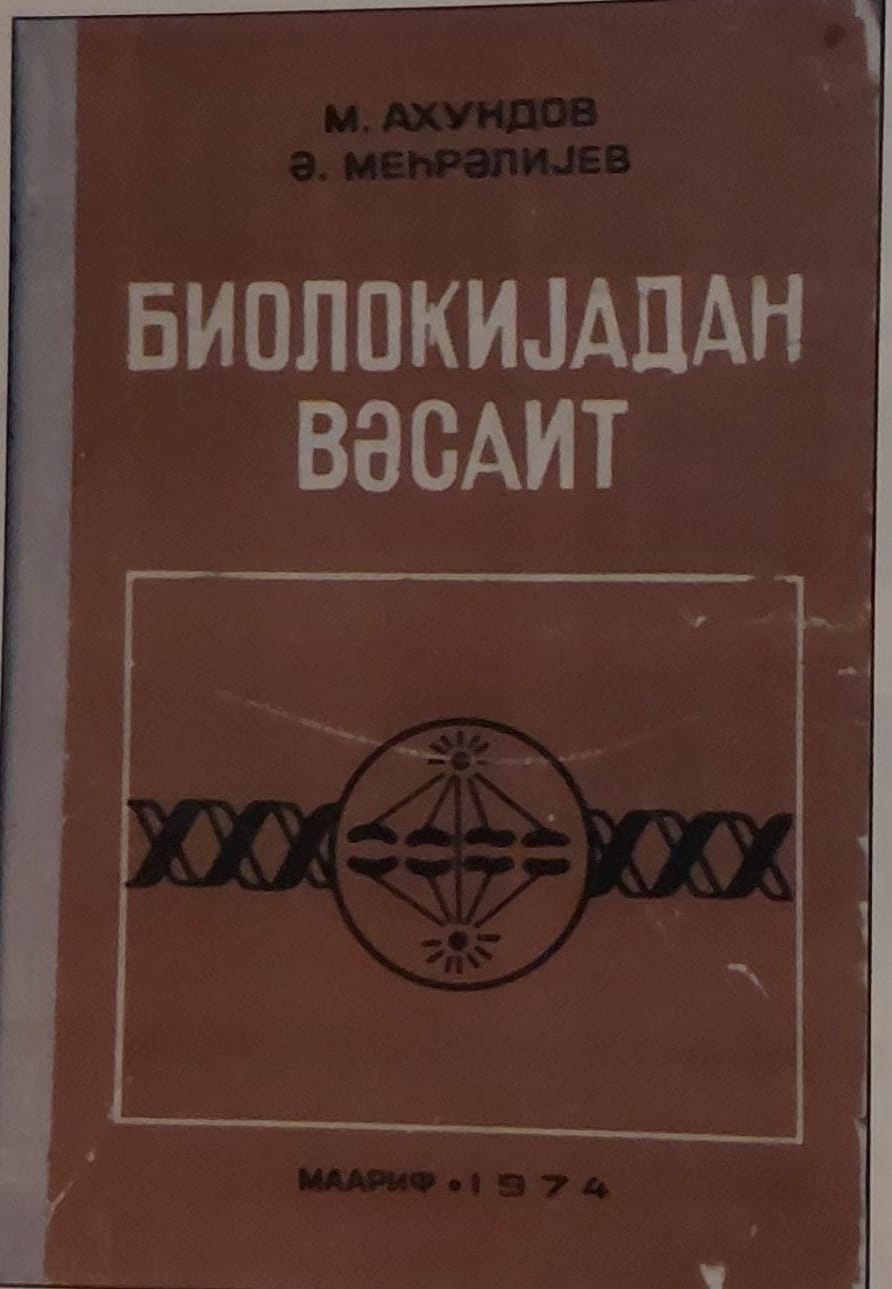 М. АХУНДОВ
Ә. МЕҺРӘЛИЈЕВ
БИОЛОКИЈАДАН
ВӘСАИТ
МААРИФ • 1974